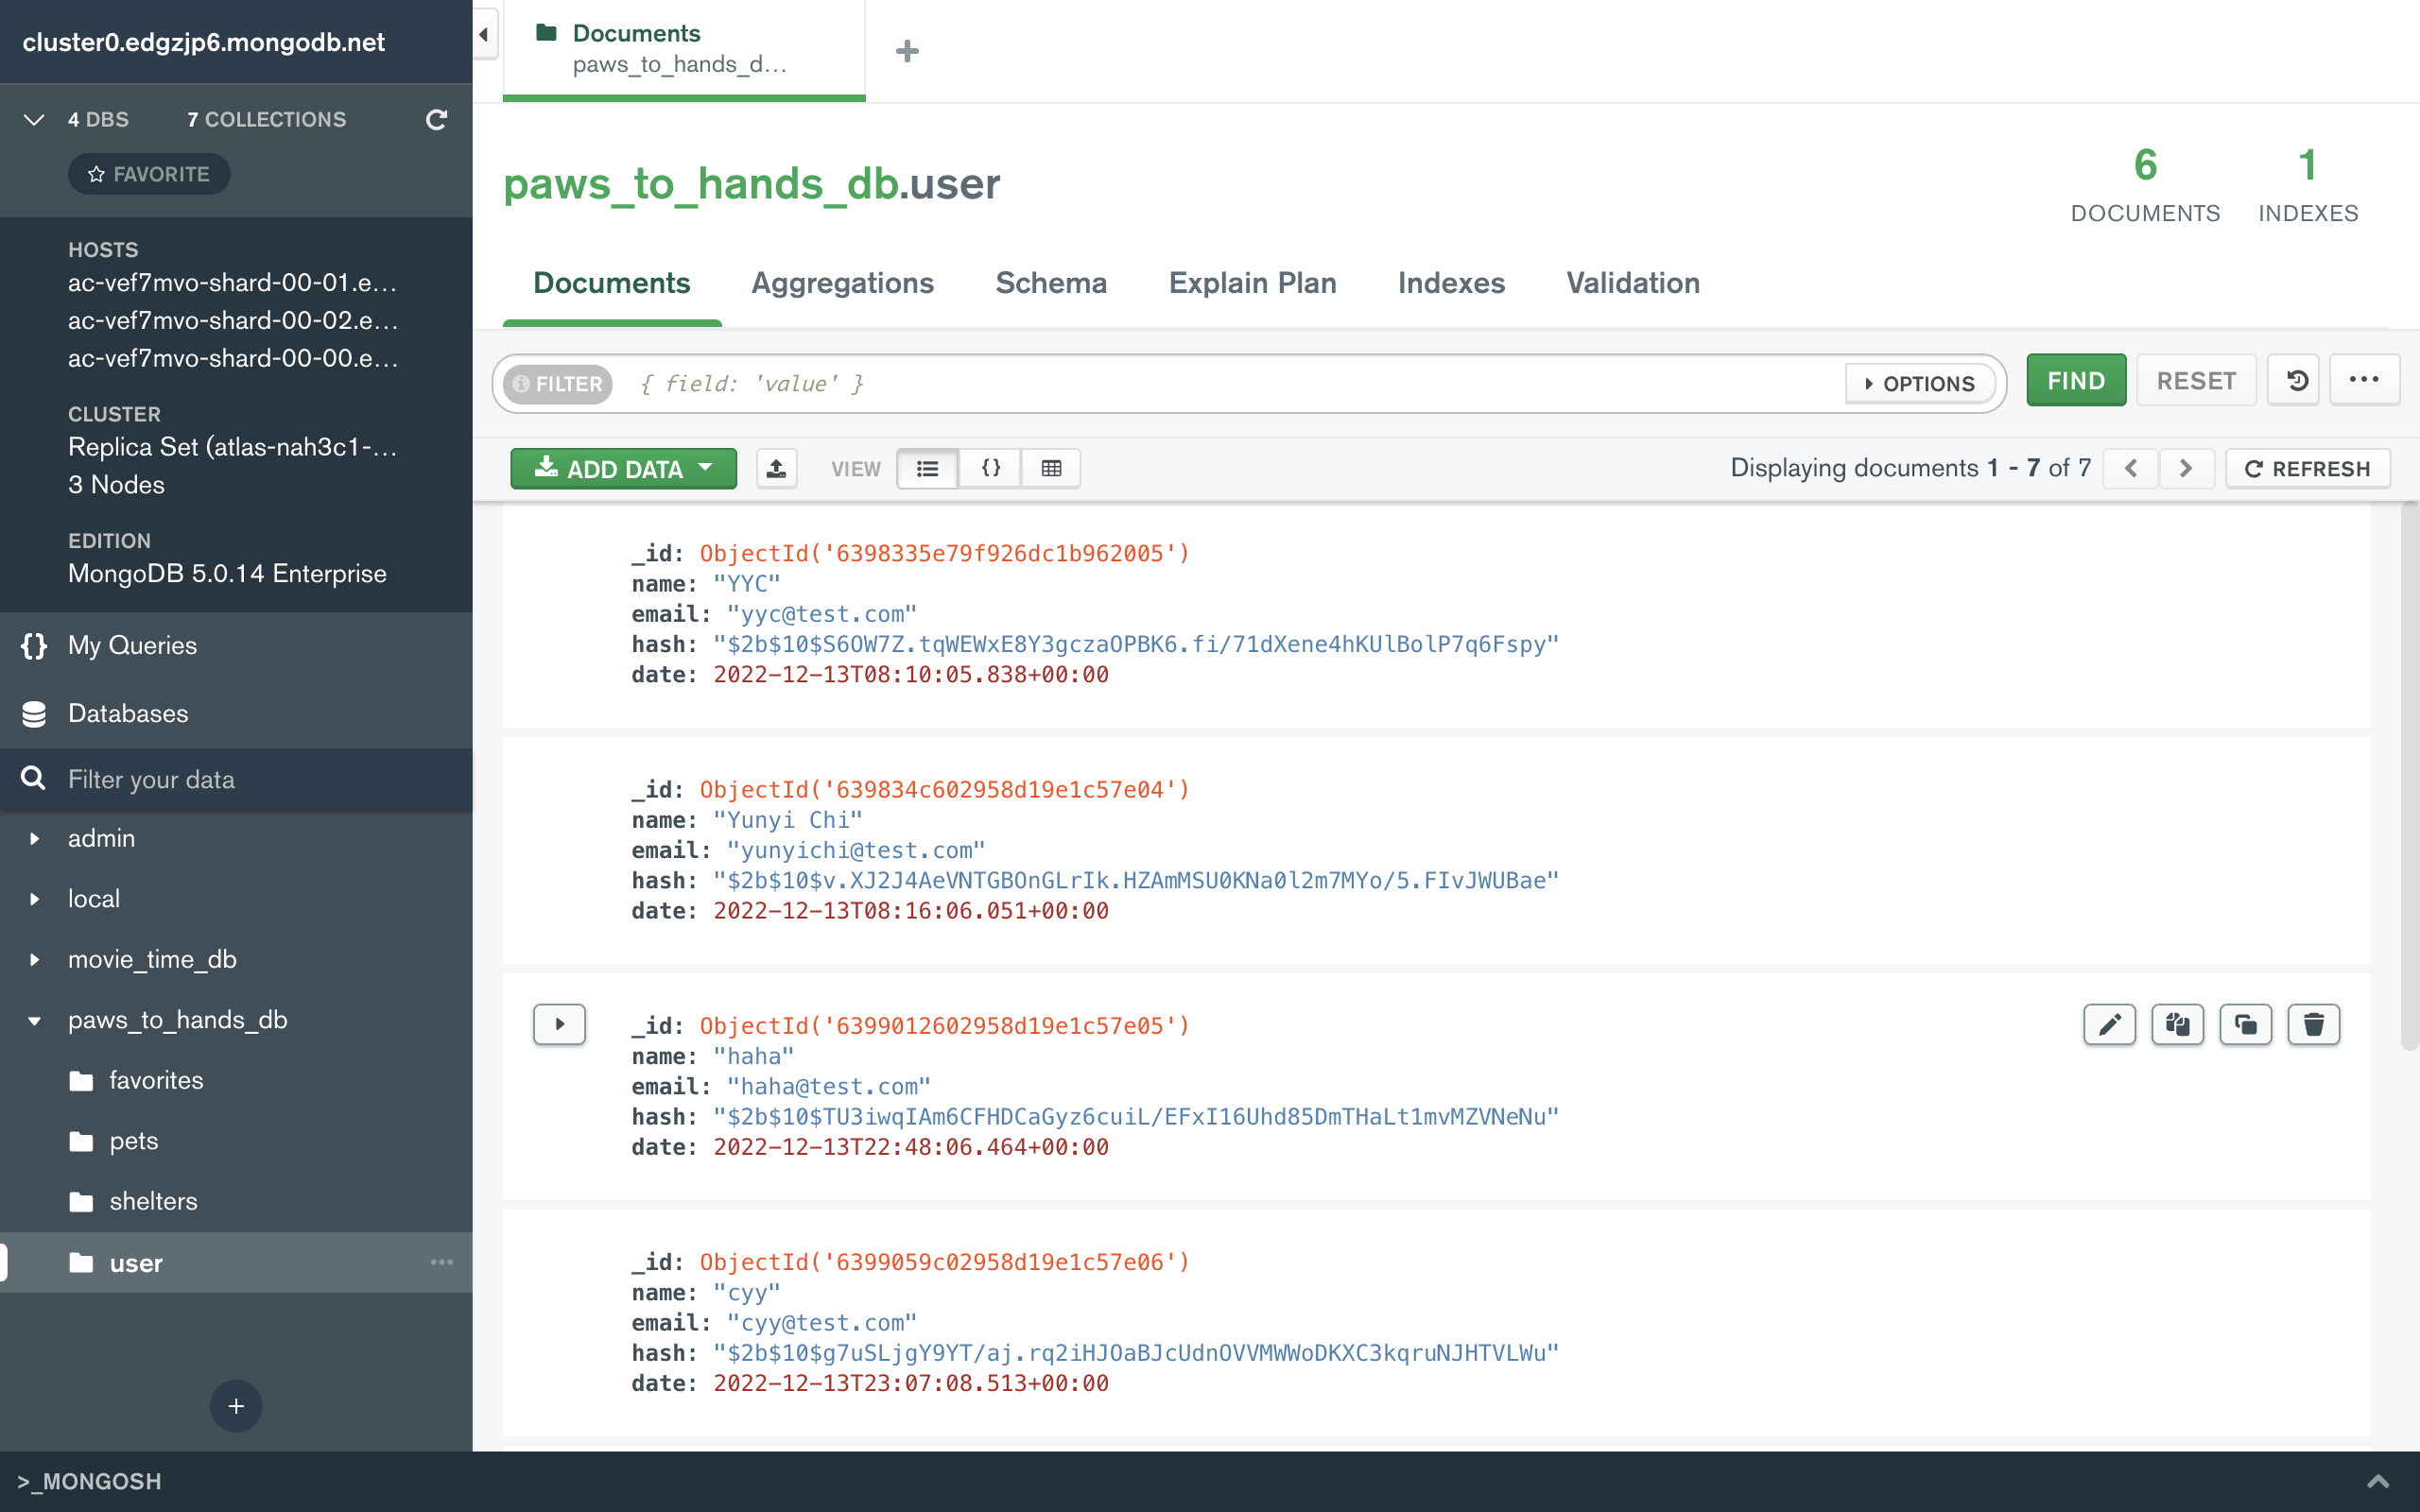 cluster0.edgzjp6.mongodb.net
4 DBS 7 COLLECTIONS
FAVORITE
HOSTS
ac-vef7mvo-shard-00-01.e...
ac-vef7mvo-shard-00-02.e...
ac-vef7mvo-shard-00-00.e...
CLUSTER
Replica Set (atlas-nah3c1-...
3 Nodes
EDITION
MongoDB 5.0.14 Enterprise
{} My Queries
Databases
Filter your data
admin
local
movie_time_db
paws_to_hands_db
favorites
pets
shelters
user
Documents
paws_to_hands_d...
paws_to_hands_db.user
6 DOCUMENTS
1 INDEXES
Documents Aggregations Schema Explain Plan Indexes Validation
FILTER { field: 'value' } OPTIONS FIND RESET
ADD DATA VIEW {} Displaying documents 1 - 7 of 7 REFRESH
_id: ObjectId('6398335e79f926dc1b962005')
name: "YYC"
email: "yyc@test.com"
hash: "$2b$10$S6OW7Z.tqWEWxE8Y3gczaOPBK6.fi/71dXene4hKUlBolP7q6Fspy"
date: 2022-12-13T08:10:05.838+00:00
_id: ObjectId('639834c602958d19e1c57e04')
name: "Yunyi Chi"
email: "yunyichi@test.com"
hash: "$2b$10$v.XJ2J4AeVNTGBOnGLrIk.HZAmMSU0KNa0l2m7MYo/5.FIvJWUBae"
date: 2022-12-13T08:16:06.051+00:00
_id: ObjectId('6399012602958d19e1c57e05')
name: "haha"
email: "haha@test.com"
hash: "$2b$10$TU3iwqIAm6CFHDCaGyz6cuiL/EFxI16Uhd85DmTHaLt1mvMZVNeNu"
date: 2022-12-13T22:48:06.464+00:00
_id: ObjectId('6399059c02958d19e1c57e06')
name: "cyy"
email: "cyy@test.com"
hash: "$2b$10$g7uSLjgY9YT/aj.rq2iHJOaBJcUdnOVVMWWoDKXC3kqruNJHTVLWu"
date: 2022-12-13T23:07:08.513+00:00
>_MONGOSH